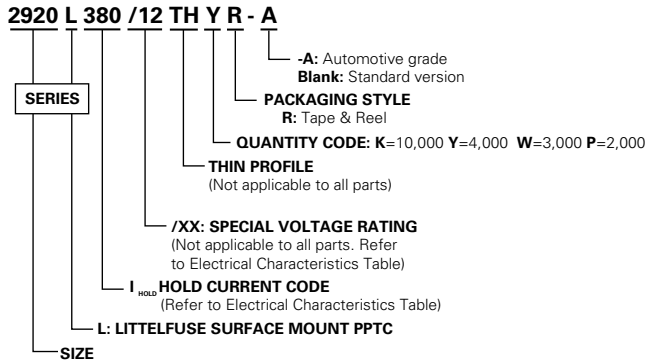 2920 L 380 /12 TH Y R - A
-A: Automotive grade
Blank: Standard version
SERIES
PACKAGING STYLE
R: Tape & Reel
QUANTITY CODE: K=10,000 Y=4,000 W=3,000 P=2,000
THIN PROFILE
(Not applicable to all parts)
/XX: SPECIAL VOLTAGE RATING
(Not applicable to all parts. Refer
to Electrical Characteristics Table)
I HOLD HOLD CURRENT CODE
(Refer to Electrical Characteristics Table)
L: LITTELFUSE SURFACE MOUNT PPTC
SIZE